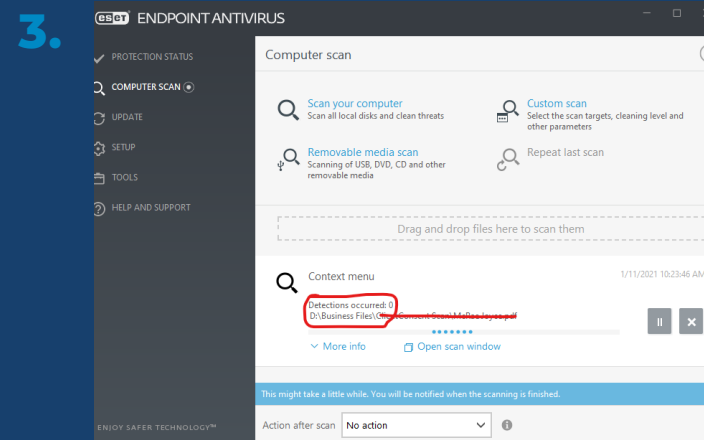 3.
eset ENDPOINT ANTIVIRUS
PROTECTION STATUS
COMPUTER SCAN
UPDATE
SETUP
TOOLS
HELP AND SUPPORT
ENJOY SAFER TECHNOLOGY™
Computer scan
Scan your computer
Scan all local disks and clean threats
Custom scan
Select the scan targets, cleaning level and
other parameters
Removable media scan
Scanning of USB, DVD, CD and other
removable media
Repeat last scan
Drag and drop files here to scan them
Context menu
1/11/2021 10:23:46 AM
Detections occurred: 0
D:\Business Files\
More info
Open scan window
This might take a little while. You will be notified when the scanning is finished.
Action after scan
No action